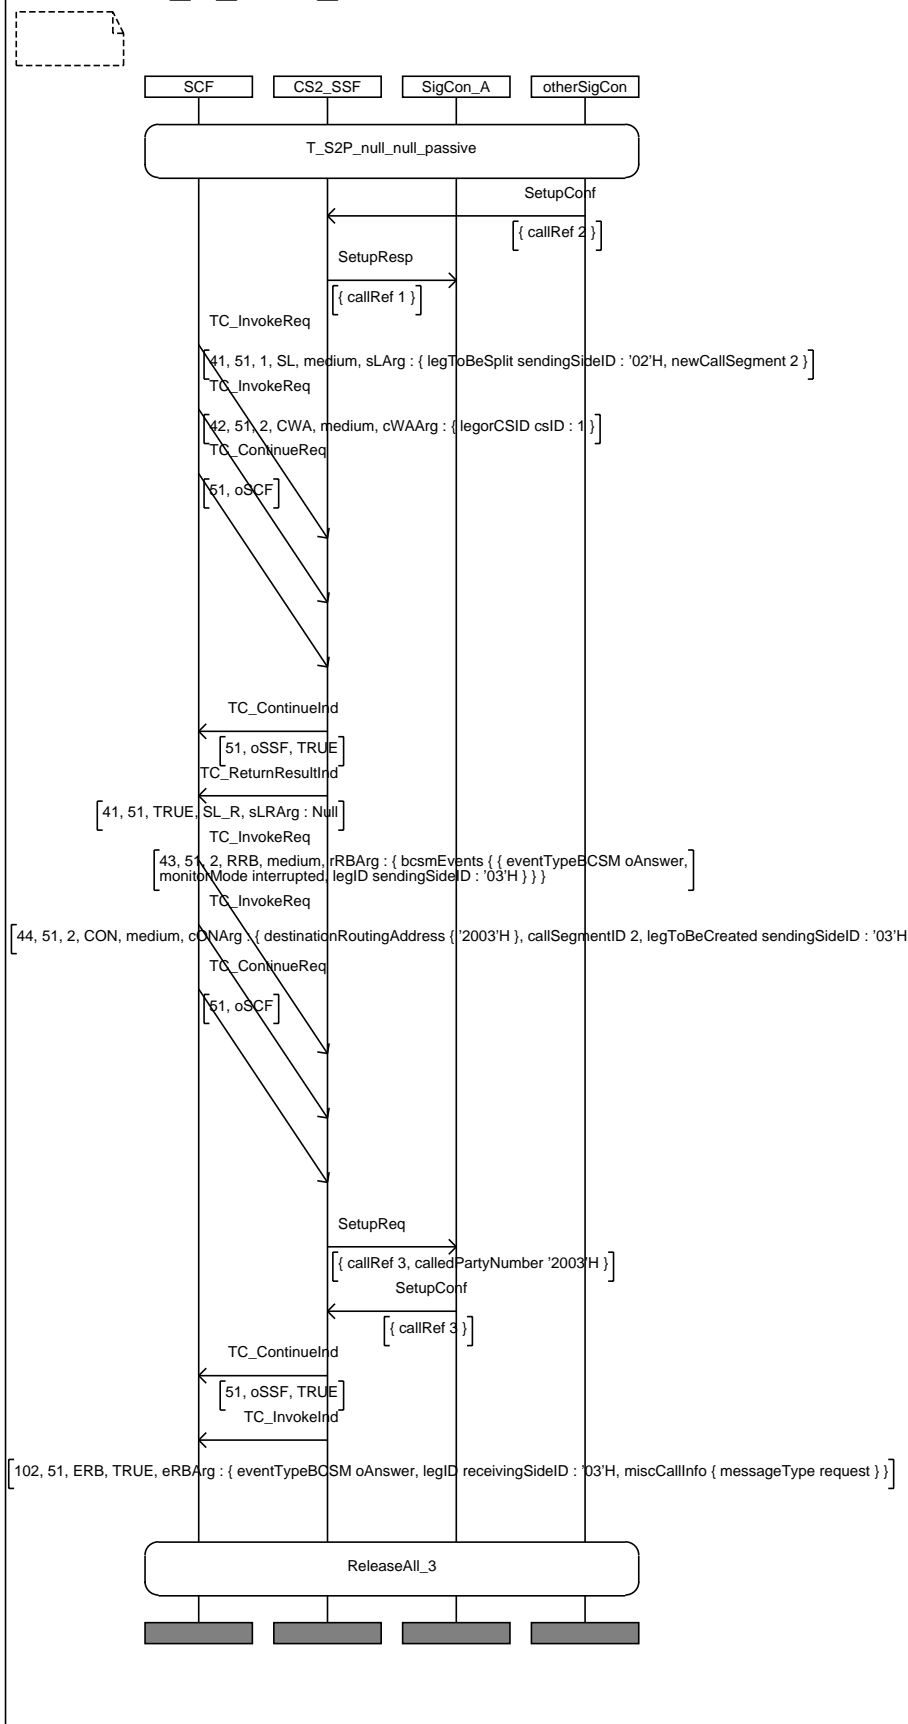 SCF CS2_SSF SigCon_A otherSigCon
T_S2P_null_null_passive
SetupConf
{ callRef 2 }
SetupResp
{ callRef 1 }
TC_InvokeReq
41, 51, 1, SL, medium, sLArg : { legToBeSplit sendingSideID : '02'H, newCallSegment 2 }
TC_InvokeReq
42, 51, 2, CWA, medium, cWAArg : { legorCSID csID : 1 }
TC_ContinueReq
51, oSCF
TC_ContinueInd
51, oSSF, TRUE
TC_ReturnResultInd
41, 51, TRUE, SL_R, sLRArg : Null
TC_InvokeReq
43, 51, 2, RRB, medium, rRBArg : { bcsmEvents { { eventTypeBCSM oAnswer,
monitorMode interrupted, legID sendingSideID : '03'H } } }
TC_InvokeReq
44, 51, 2, CON, medium, cONArg : { destinationRoutingAddress { '2003'H }, callSegmentID 2, legToBeCreated sendingSideID : '03'H
TC_ContinueReq
51, oSCF
SetupReq
{ callRef 3, calledPartyNumber '2003'H }
SetupConf
{ callRef 3 }
TC_ContinueInd
51, oSSF, TRUE
TC_InvokeInd
102, 51, ERB, TRUE, eRBArg : { eventTypeBCSM oAnswer, legID receivingSideID : '03'H, miscCallInfo { messageType request } }
ReleaseAll_3